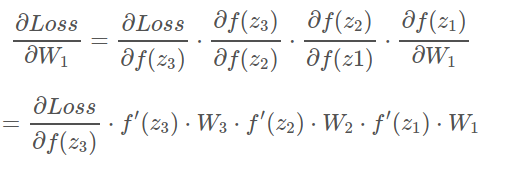 ∂Loss/∂W₁ = ∂Loss/∂f(z₃) · ∂f(z₃)/∂f(z₂) · ∂f(z₂)/∂f(z1) · ∂f(z₁)/∂W₁
= ∂Loss/∂f(z₃) · f′(z₃) · W₃ · f′(z₂) · W₂ · f′(z₁) · W₁